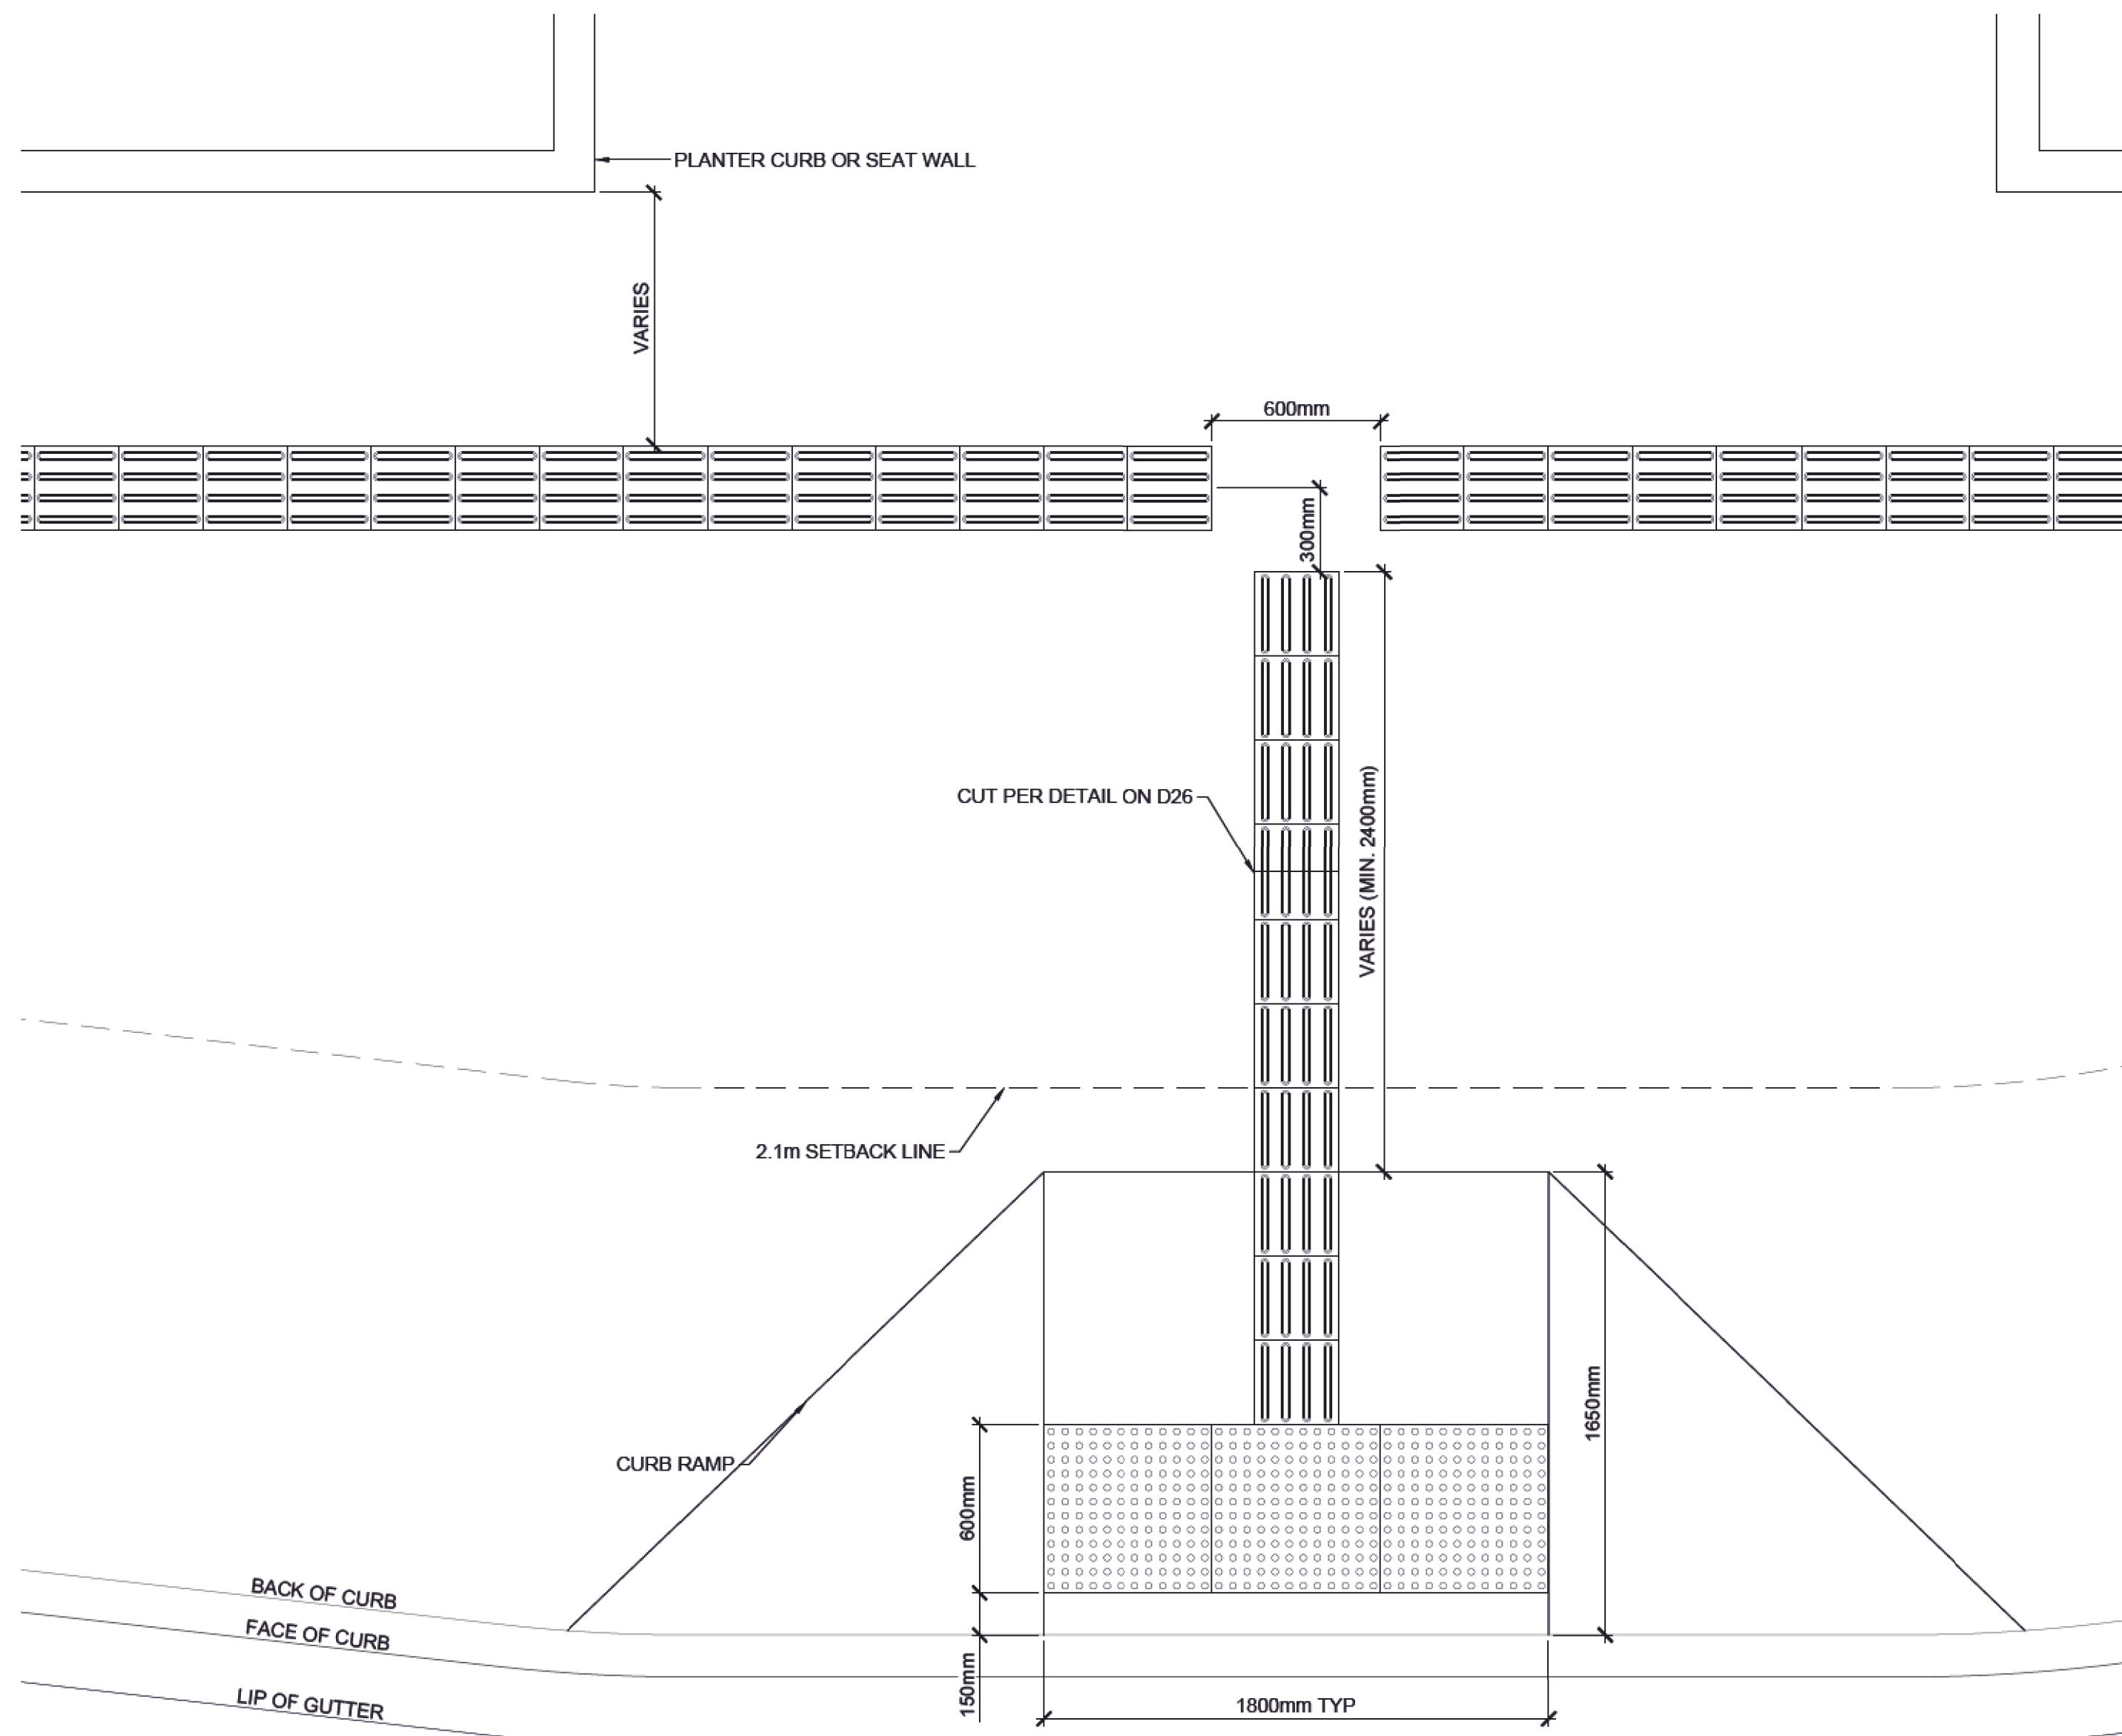 PLANTER CURB OR SEAT WALL
VARIES
600mm
300mm
CUT PER DETAIL ON D26
VARIES (MIN. 2400mm)
2.1m SETBACK LINE
CURB RAMP
1650mm
600mm
BACK OF CURB
FACE OF CURB
LIP OF GUTTER
150mm
1800mm TYP